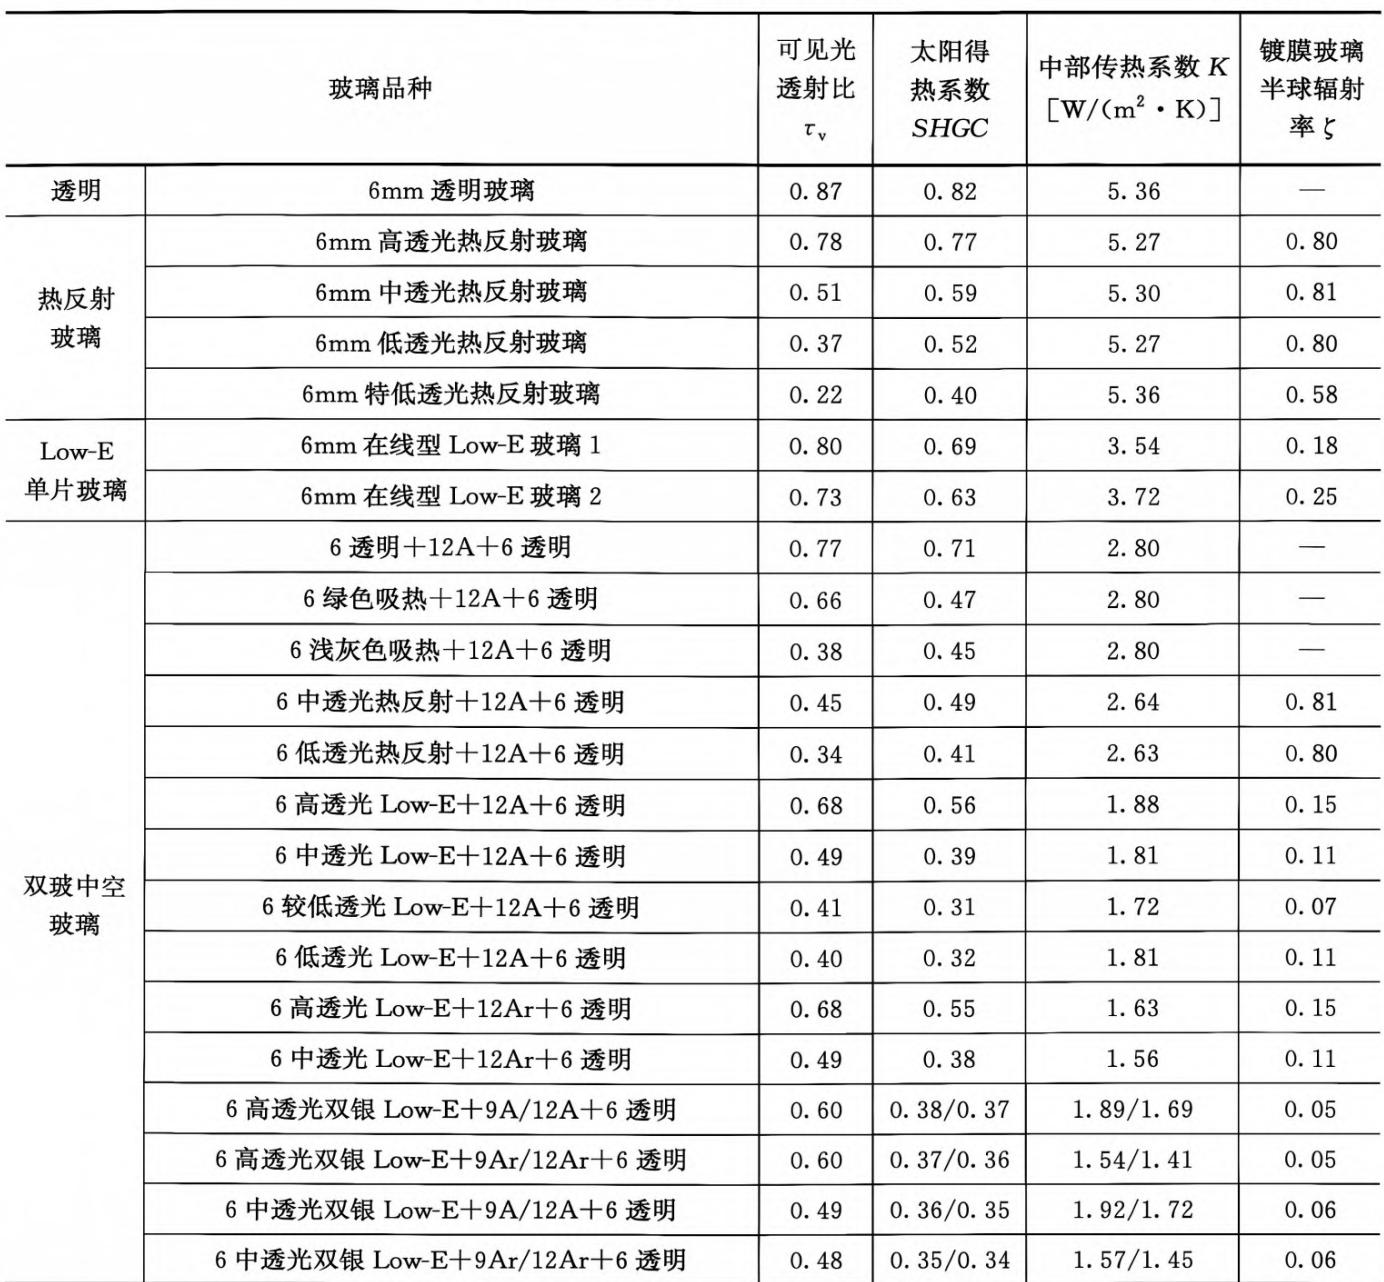 玻璃品种 可见光透射比 τv 太阳得热系数 SHGC 中部传热系数 K [W/(m²·K)] 镀膜玻璃半球辐射率 ζ
透明 6mm 透明玻璃 0.87 0.82 5.36 —
热反射玻璃 6mm 高透光热反射玻璃 0.78 0.77 5.27 0.80
6mm 中透光热反射玻璃 0.51 0.59 5.30 0.81
6mm 低透光热反射玻璃 0.37 0.52 5.27 0.80
6mm 特低透光热反射玻璃 0.22 0.40 5.36 0.58
Low-E 单片玻璃 6mm 在线型 Low-E 玻璃 1 0.80 0.69 3.54 0.18
6mm 在线型 Low-E 玻璃 2 0.73 0.63 3.72 0.25
双玻中空玻璃 6 透明+12A+6 透明 0.77 0.71 2.80 —
6 绿色吸热+12A+6 透明 0.66 0.47 2.80 —
6 浅灰色吸热+12A+6 透明 0.38 0.45 2.80 —
6 中透光热反射+12A+6 透明 0.45 0.49 2.64 0.81
6 低透光热反射+12A+6 透明 0.34 0.41 2.63 0.80
6 高透光 Low-E+12A+6 透明 0.68 0.56 1.88 0.15
6 中透光 Low-E+12A+6 透明 0.49 0.39 1.81 0.11
6 较低透光 Low-E+12A+6 透明 0.41 0.31 1.72 0.07
6 低透光 Low-E+12A+6 透明 0.40 0.32 1.81 0.11
6 高透光 Low-E+12Ar+6 透明 0.68 0.55 1.63 0.15
6 中透光 Low-E+12Ar+6 透明 0.49 0.38 1.56 0.11
6 高透光双银 Low-E+9A/12A+6 透明 0.60 0.38/0.37 1.89/1.69 0.05
6 高透光双银 Low-E+9Ar/12Ar+6 透明 0.60 0.37/0.36 1.54/1.41 0.05
6 中透光双银 Low-E+9A/12A+6 透明 0.49 0.36/0.35 1.92/1.72 0.06
6 中透光双银 Low-E+9Ar/12Ar+6 透明 0.48 0.35/0.34 1.57/1.45 0.06